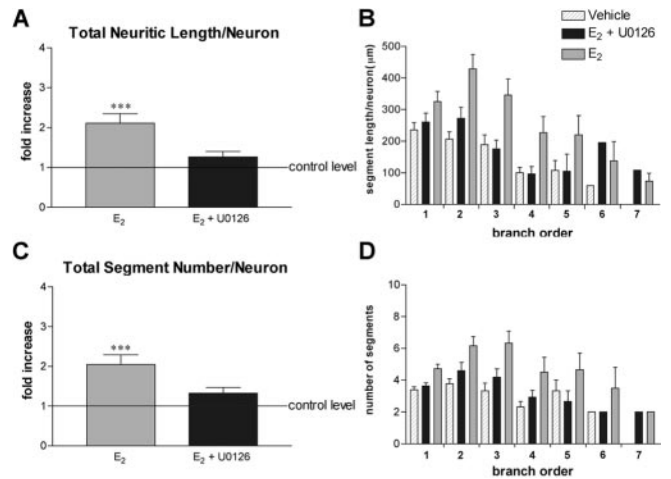 A
Total Neuritic Length/Neuron
fold increase
4
3
2
1
0
***
control level
E₂
E₂ + U0126
B
Vehicle
E₂ + U0126
E₂
segment length/neuron(µm)
500
400
300
200
100
0
1 2 3 4 5 6 7
branch order
C
Total Segment Number/Neuron
fold increase
4
3
2
1
0
***
control level
E₂
E₂ + U0126
D
number of segments
10
8
6
4
2
0
1 2 3 4 5 6 7
branch order